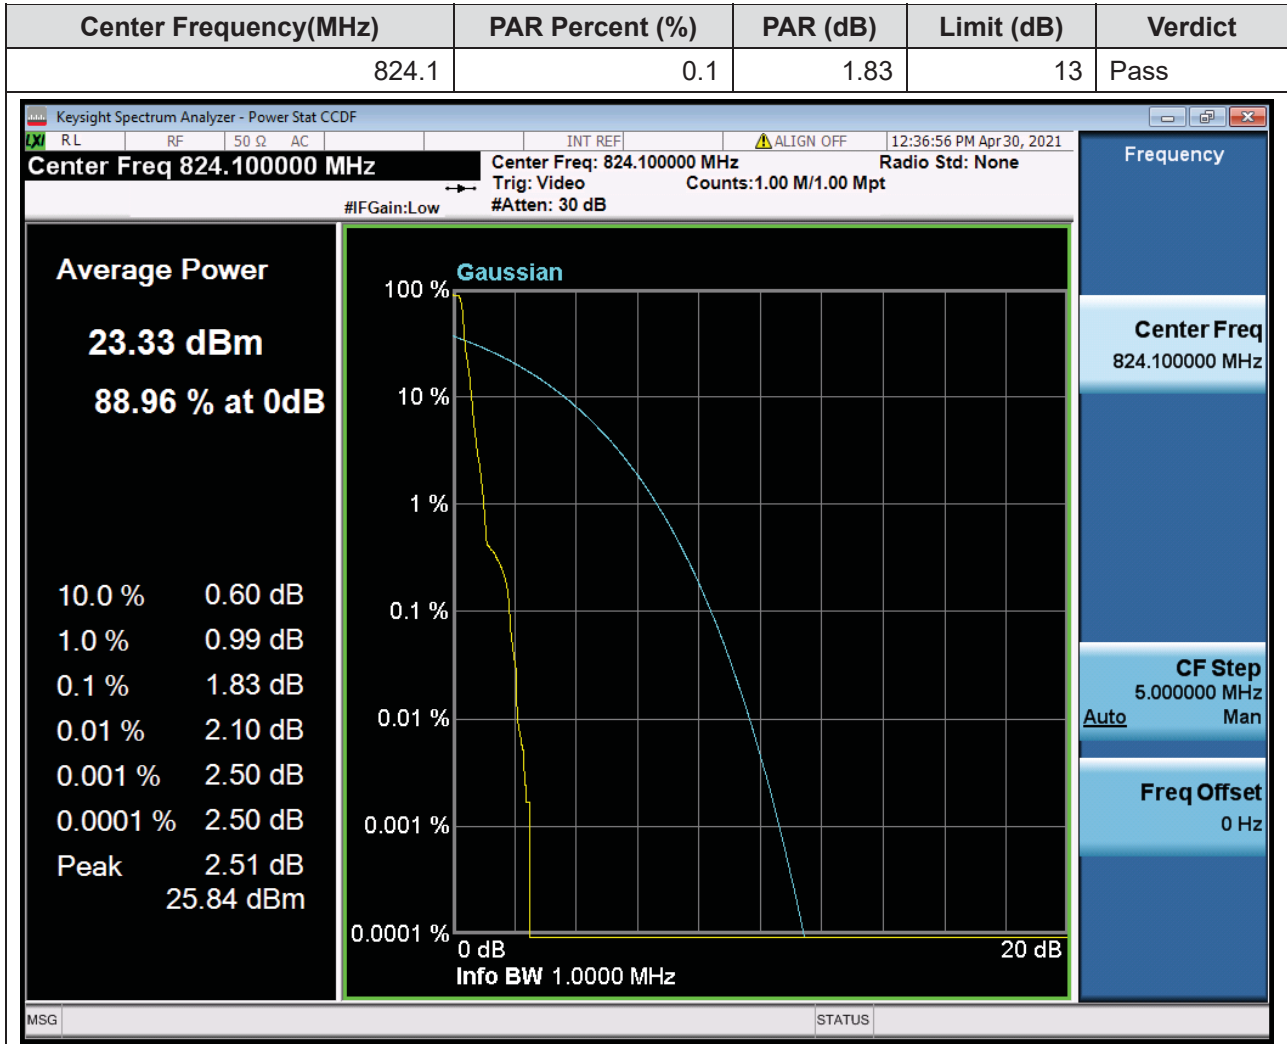 Center Frequency(MHz) PAR Percent (%) PAR (dB) Limit (dB) Verdict
824.1 0.1 1.83 13 Pass
Keysight Spectrum Analyzer - Power Stat CCDF
LXI RL RF 50 Ω AC INT REF ALIGN OFF 12:36:56 PM Apr 30, 2021
Center Freq 824.100000 MHz
Center Freq: 824.100000 MHz Radio Std: None
Trig: Video Counts:1.00 M/1.00 Mpt
#IFGain:Low #Atten: 30 dB
Average Power
23.33 dBm
88.96 % at 0dB
10.0 % 0.60 dB
1.0 % 0.99 dB
0.1 % 1.83 dB
0.01 % 2.10 dB
0.001 % 2.50 dB
0.0001 % 2.50 dB
Peak 2.51 dB
25.84 dBm
Gaussian
100 %
10 %
1 %
0.1 %
0.01 %
0.001 %
0.0001 %
0 dB 20 dB
Info BW 1.0000 MHz
Frequency
Center Freq
824.100000 MHz
CF Step
5.000000 MHz
Auto Man
Freq Offset
0 Hz
MSG STATUS